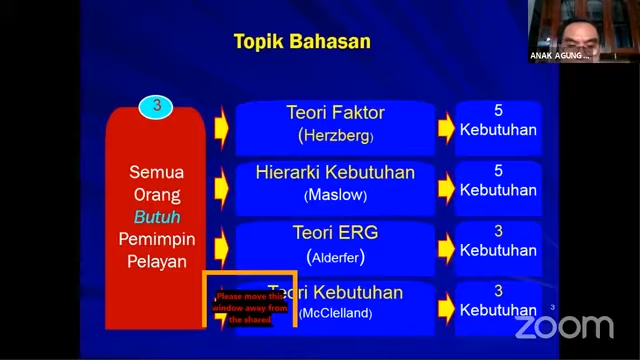 Topik Bahasan
ANAK AGUNG ...
3
Semua
Orang
Butuh
Pemimpin
Pelayan
Teori Faktor
(Herzberg)
5
Kebutuhan
Hierarki Kebutuhan
(Maslow)
5
Kebutuhan
Teori ERG
(Alderfer)
3
Kebutuhan
Teori Kebutuhan
(McClelland)
3
Kebutuhan
Please move this
window away from
the shared
3
zoom